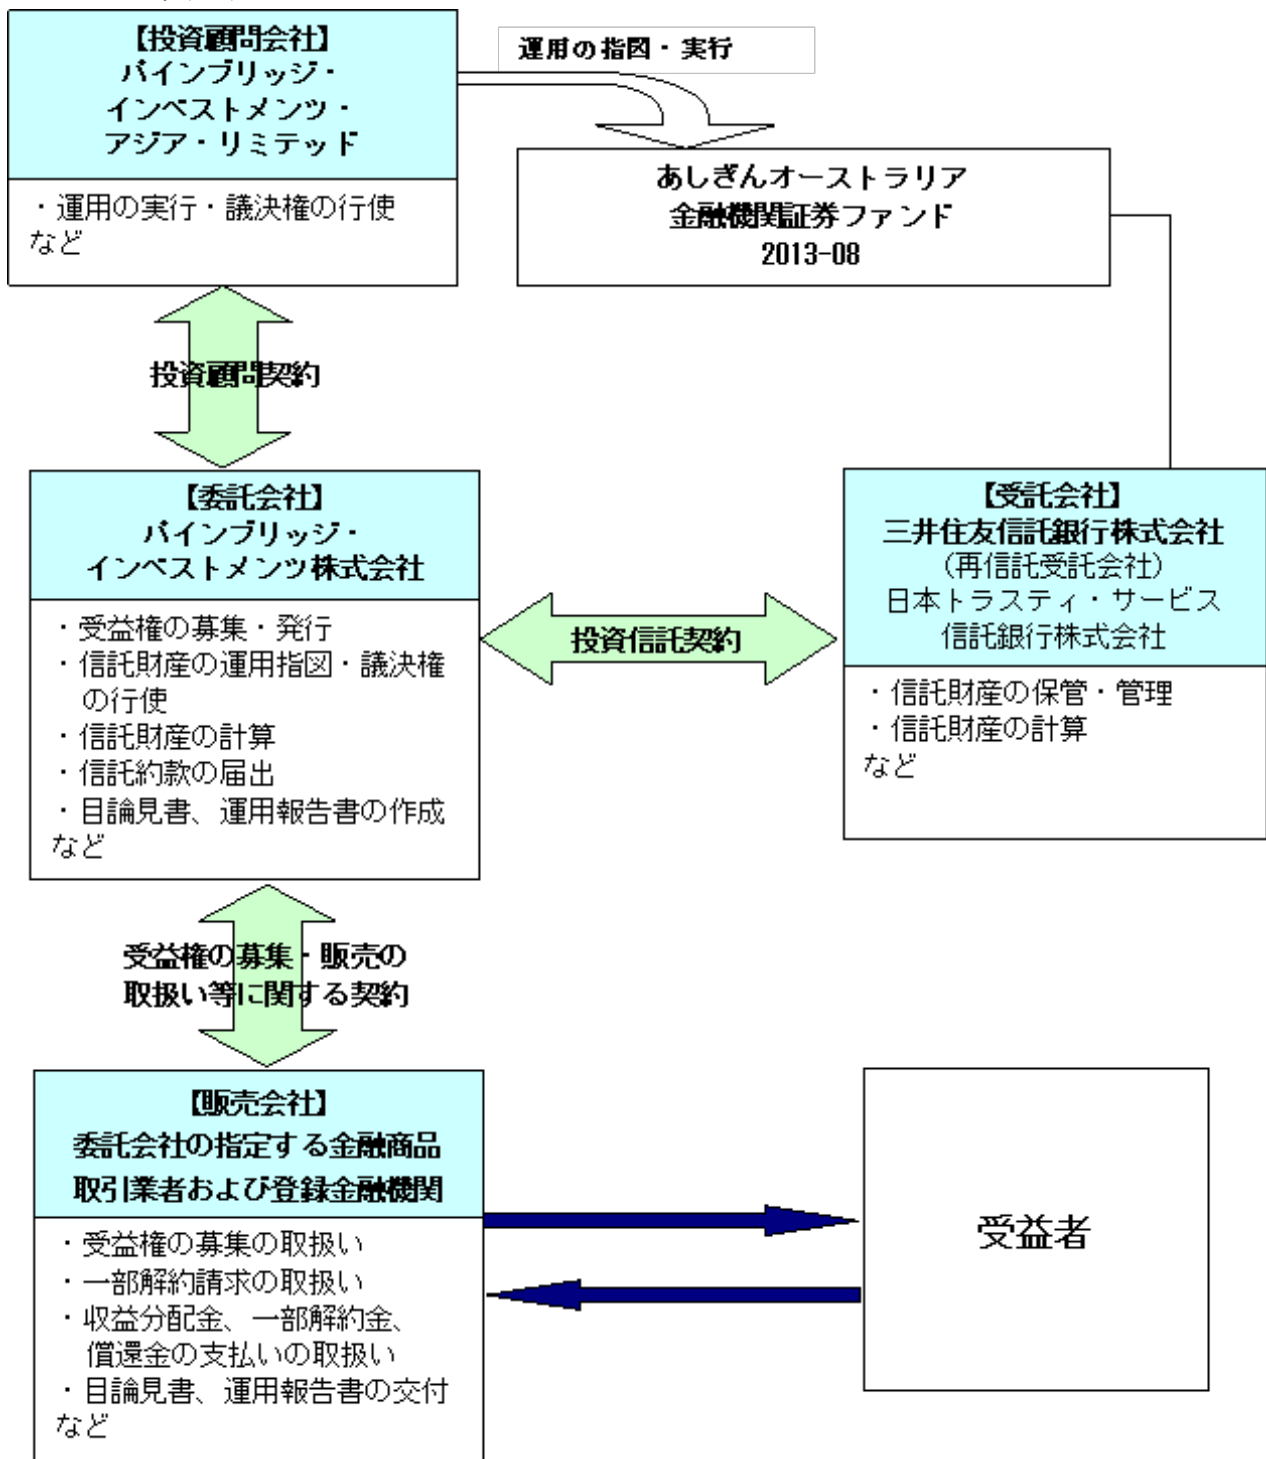 【投資顧問会社】
パインブリッジ・
インベストメンツ・
アジア・リミテッド
・運用の実行・議決権の行使
など
運用の指図・実行
あしぎんオーストラリア
金融機関証券ファンド
2013-08
投資顧問契約
【委託会社】
パインブリッジ・
インベストメンツ株式会社
・受益権の募集・発行
・信託財産の運用指図・議決権
の行使
・信託財産の計算
・信託約款の届出
・目論見書、運用報告書の作成
など
投資信託契約
【受託会社】
三井住友信託銀行株式会社
（再信託受託会社）
日本トラスティ・サービス
信託銀行株式会社
・信託財産の保管・管理
・信託財産の計算
など
受益権の募集・販売の
取扱い等に関する契約
【販売会社】
委託会社の指定する金融商品
取引業者および登録金融機関
・受益権の募集の取扱い
・一部解約請求の取扱い
・収益分配金、一部解約金、
償還金の支払いの取扱い
・目論見書、運用報告書の交付
など
受益者